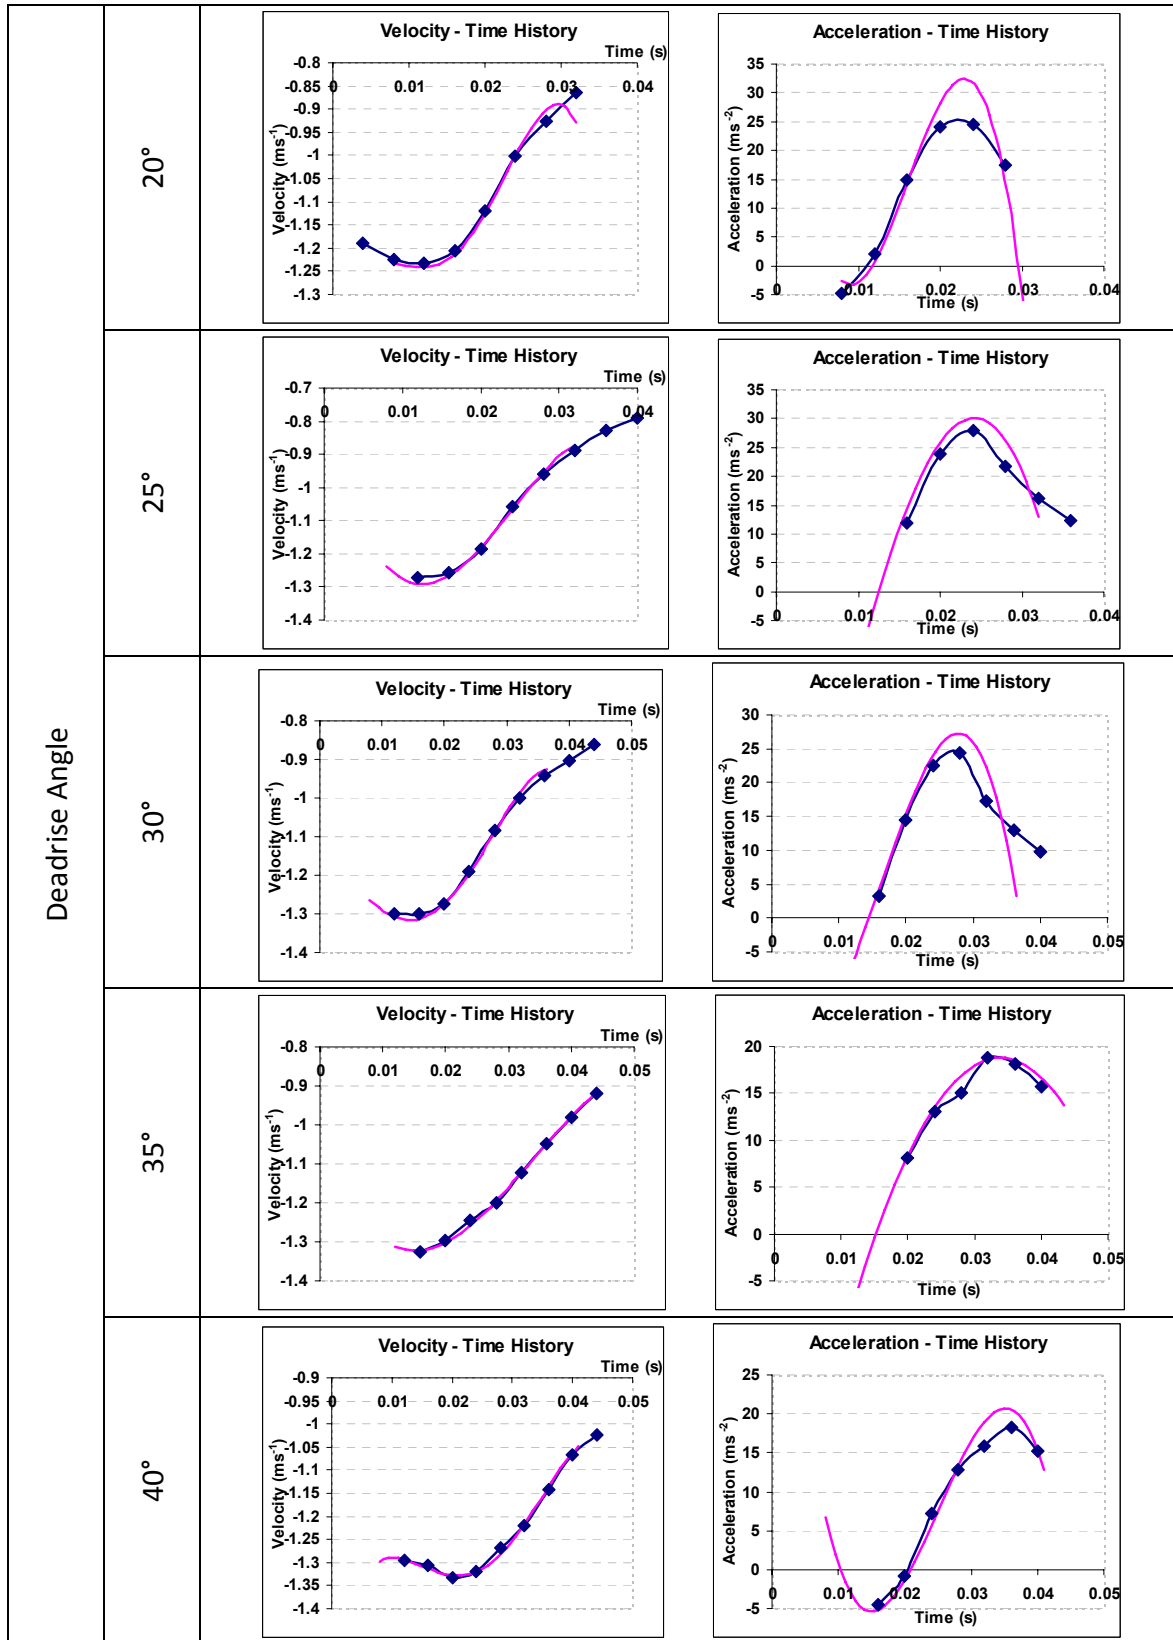 Deadrise Angle
20°
Velocity - Time History
Time (s)
Velocity (ms-1)
-0.8
-0.85
-0.9
-0.95
-1
-1.05
-1.1
-1.15
-1.2
-1.25
-1.3
0 0.01 0.02 0.03 0.04
Acceleration - Time History
Acceleration (ms-2)
35
30
25
20
15
10
5
0
-5
0 0.01 0.02 0.03 0.04
Time (s)
25°
Velocity - Time History
Time (s)
Velocity (ms-1)
-0.7
-0.8
-0.9
-1
-1.1
-1.2
-1.3
-1.4
0 0.01 0.02 0.03 0.04
Acceleration - Time History
Acceleration (ms-2)
35
30
25
20
15
10
5
0
-5
0 0.01 0.02 0.03 0.04
Time (s)
30°
Velocity - Time History
Time (s)
Velocity (ms-1)
-0.8
-0.9
-1
-1.1
-1.2
-1.3
-1.4
0 0.01 0.02 0.03 0.04 0.05
Acceleration - Time History
Acceleration (ms-2)
30
25
20
15
10
5
0
-5
0 0.01 0.02 0.03 0.04 0.05
Time (s)
35°
Velocity - Time History
Time (s)
Velocity (ms-1)
-0.8
-0.9
-1
-1.1
-1.2
-1.3
-1.4
0 0.01 0.02 0.03 0.04 0.05
Acceleration - Time History
Acceleration (ms-2)
20
15
10
5
0
-5
0 0.01 0.02 0.03 0.04 0.05
Time (s)
40°
Velocity - Time History
Time (s)
Velocity (ms-1)
-0.9
-0.95
-1
-1.05
-1.1
-1.15
-1.2
-1.25
-1.3
-1.35
-1.4
0 0.01 0.02 0.03 0.04 0.05
Acceleration - Time History
Acceleration (ms-2)
25
20
15
10
5
0
-5
0 0.01 0.02 0.03 0.04 0.05
Time (s)